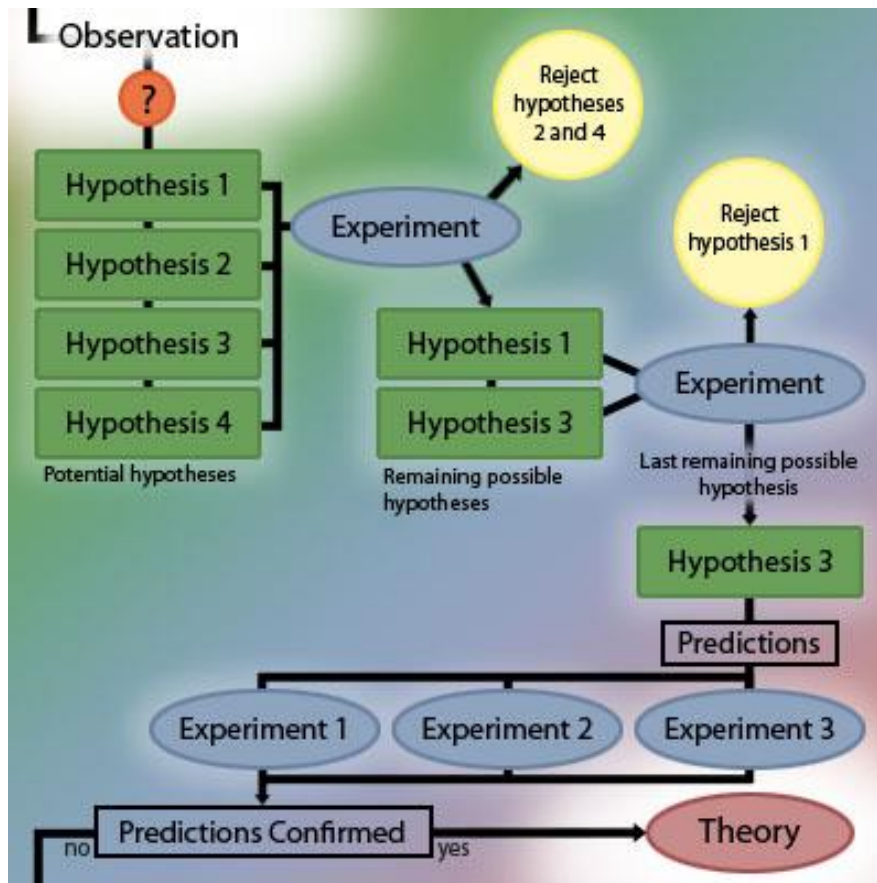 Observation
?
Hypothesis 1
Hypothesis 2
Hypothesis 3
Hypothesis 4
Potential hypotheses
Experiment
Reject
hypotheses
2 and 4
Hypothesis 1
Hypothesis 3
Remaining possible
hypotheses
Experiment
Reject
hypothesis 1
Last remaining possible
hypothesis
Hypothesis 3
Predictions
Experiment 1
Experiment 2
Experiment 3
Predictions Confirmed
no
yes
Theory